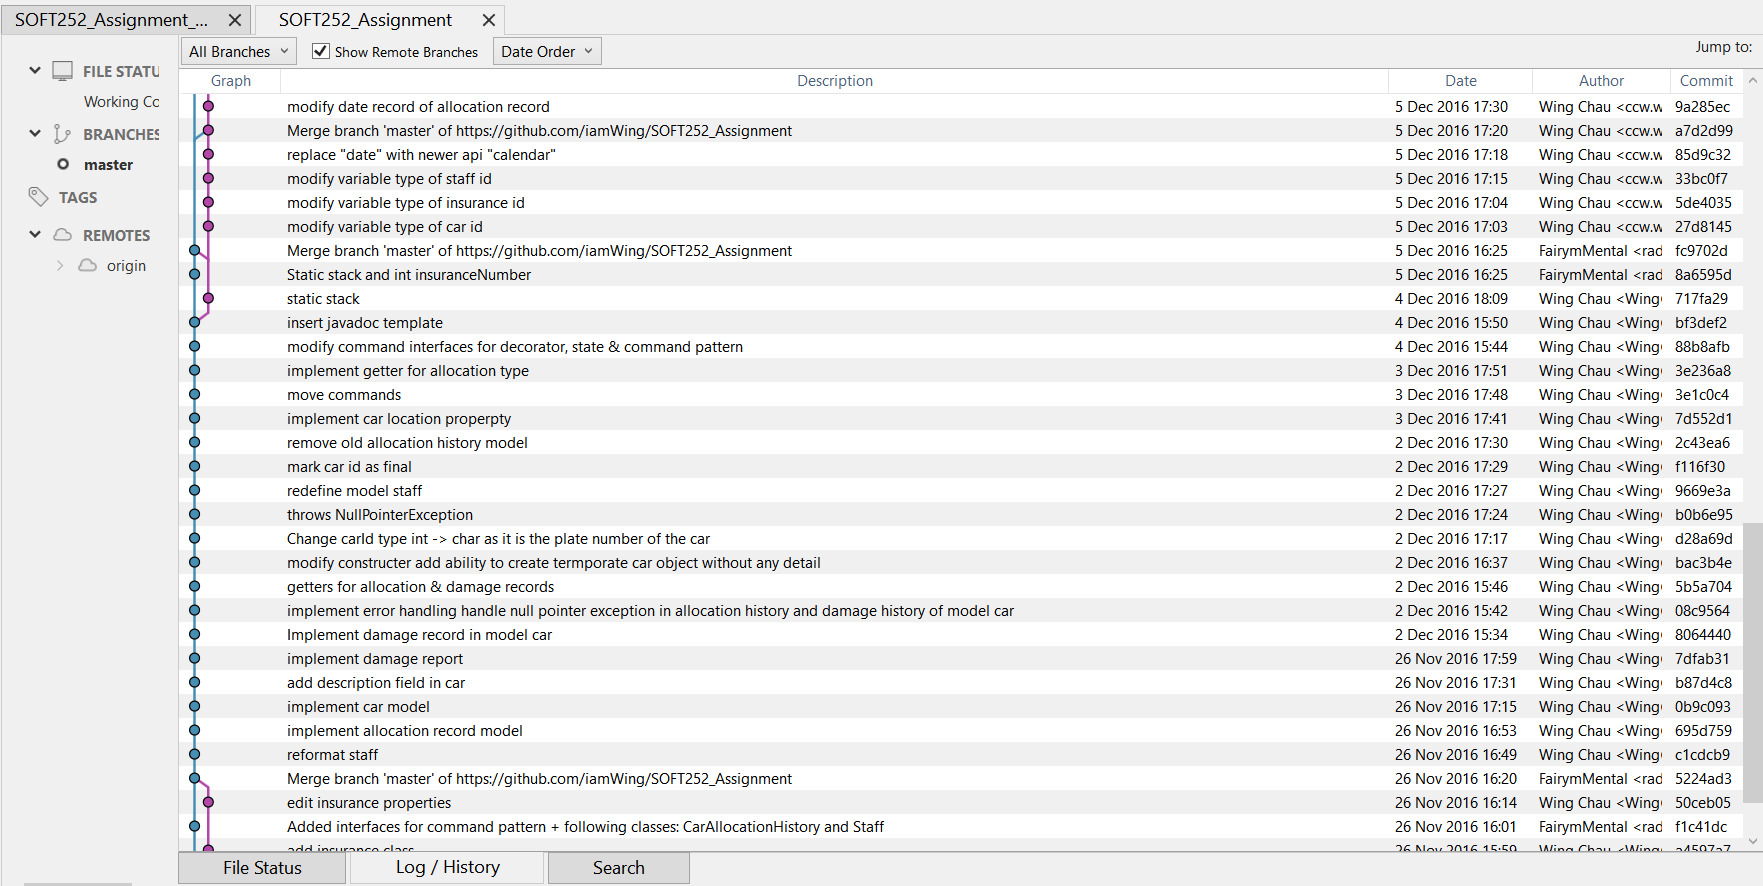 SOFT252_Assignment_... SOFT252_Assignment
All Branches Show Remote Branches Date Order Jump to:
FILE STATU
Working Co
BRANCHES
master
TAGS
REMOTES
origin
Graph Description Date Author Commit
modify date record of allocation record 5 Dec 2016 17:30 Wing Chau <ccw.w 9a285ec
Merge branch 'master' of https://github.com/iamWing/SOFT252_Assignment 5 Dec 2016 17:20 Wing Chau <ccw.w a7d2d99
replace "date" with newer api "calendar" 5 Dec 2016 17:18 Wing Chau <ccw.w 85d9c32
modify variable type of staff id 5 Dec 2016 17:15 Wing Chau <ccw.w 33bc0f7
modify variable type of insurance id 5 Dec 2016 17:04 Wing Chau <ccw.w 5de4035
modify variable type of car id 5 Dec 2016 17:03 Wing Chau <ccw.w 27d8145
Merge branch 'master' of https://github.com/iamWing/SOFT252_Assignment 5 Dec 2016 16:25 FairymMental <rad fc9702d
Static stack and int insuranceNumber 5 Dec 2016 16:25 FairymMental <rad 8a6595d
static stack 4 Dec 2016 18:09 Wing Chau <Wing 717fa29
insert javadoc template 4 Dec 2016 15:50 Wing Chau <Wing bf3def2
modify command interfaces for decorator, state & command pattern 4 Dec 2016 15:44 Wing Chau <Wing 88b8afb
implement getter for allocation type 3 Dec 2016 17:51 Wing Chau <Wing 3e236a8
move commands 3 Dec 2016 17:48 Wing Chau <Wing 3e1c0c4
implement car location properpty 3 Dec 2016 17:41 Wing Chau <Wing 7d552d1
remove old allocation history model 2 Dec 2016 17:30 Wing Chau <Wing 2c43ea6
mark car id as final 2 Dec 2016 17:29 Wing Chau <Wing f116f30
redefine model staff 2 Dec 2016 17:27 Wing Chau <Wing 9669e3a
throws NullPointerException 2 Dec 2016 17:24 Wing Chau <Wing b0b6e95
Change carId type int -> char as it is the plate number of the car 2 Dec 2016 17:17 Wing Chau <Wing d28a69d
modify constructer add ability to create termporate car object without any detail 2 Dec 2016 16:37 Wing Chau <Wing bac3b4e
getters for allocation & damage records 2 Dec 2016 15:46 Wing Chau <Wing 5b5a704
implement error handling handle null pointer exception in allocation history and damage history of model car 2 Dec 2016 15:42 Wing Chau <Wing 08c9564
Implement damage record in model car 2 Dec 2016 15:34 Wing Chau <Wing 8064440
implement damage report 26 Nov 2016 17:59 Wing Chau <Wing 7dfab31
add description field in car 26 Nov 2016 17:31 Wing Chau <Wing b87d4c8
implement car model 26 Nov 2016 17:15 Wing Chau <Wing 0b9c093
implement allocation record model 26 Nov 2016 16:53 Wing Chau <Wing 695d759
reformat staff 26 Nov 2016 16:49 Wing Chau <Wing c1cdcb9
Merge branch 'master' of https://github.com/iamWing/SOFT252_Assignment 26 Nov 2016 16:20 FairymMental <rad 5224ad3
edit insurance properties 26 Nov 2016 16:14 Wing Chau <Wing 50ceb05
Added interfaces for command pattern + following classes: CarAllocationHistory and Staff 26 Nov 2016 16:01 FairymMental <rad f1c41dc
add insurance class 26 Nov 2016 15:59 Wing Chau <Wing a4597a7
File Status Log / History Search